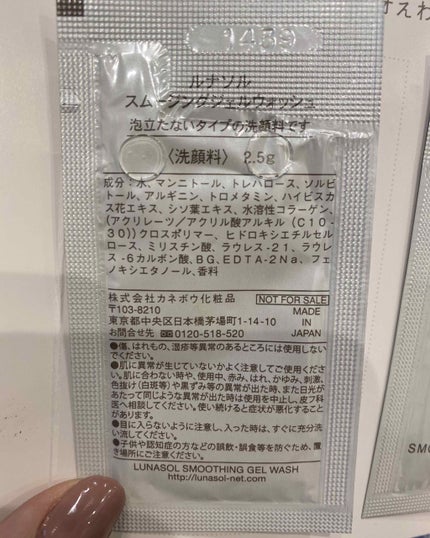 1439
ルナソル
スムージングジェルウォッシュ
泡立たないタイプの洗顔料です
〈洗顔料〉 2.5g
成分:水、マンニトール、トレハロース、ソルビ
トール、アルギニン、トロメタミン、ハイビスカ
ス花エキス、シソ葉エキス、水溶性コラーゲン、
(アクリレーツ/アクリル酸アルキル(C10-
30))クロスポリマー、ヒドロキシエチルセル
ロース、ミリスチン酸、ラウレス-21、ラウレ
ス-6カルボン酸、BG、EDTA-2Na、フェ
ノキシエタノール、香料
株式会社カネボウ化粧品 NOT FOR SALE
〒103-8210 MADE
東京都中央区日本橋茅場町1-14-10 IN
お問合せ先 0120-518-520 JAPAN
●傷、はれもの、湿疹等異常のあるところには使用しない
でください。
●肌に異常が生じていないかよく注意してご使用くださ
い。肌に合わない時や、使用中、赤み、はれ、かゆみ、刺激、
色抜け(白斑等)や黒ずみ等の異常が出た時、また日光が
あたって同じような異常が出た時は使用を中止し、皮フ科
医へ相談してください。使い続けると症状が悪化することが
あります。
●目に入らないように注意し、入った時は、すぐに充分洗
い流してください。
●子供や認知症の方などの誤飲・誤食等を防ぐため、置
き場所にご注意ください。
LUNASOL SMOOTHING GEL WASH
http://lunasol-net.com/
SMO